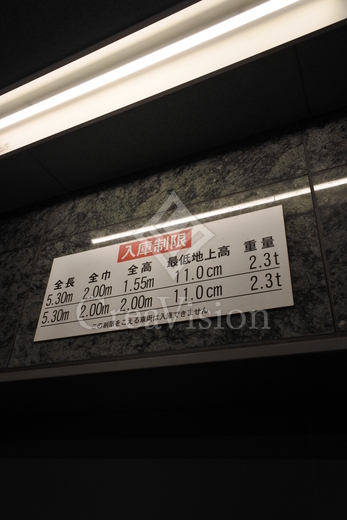 入庫制限
全長 全巾 全高 最低地上高 重量
5.30m 2.00m 1.55m 11.0cm 2.3t
5.30m 2.00m 2.00m 11.0cm 2.3t
この制限をこえる車両は入庫できません
CreaVision